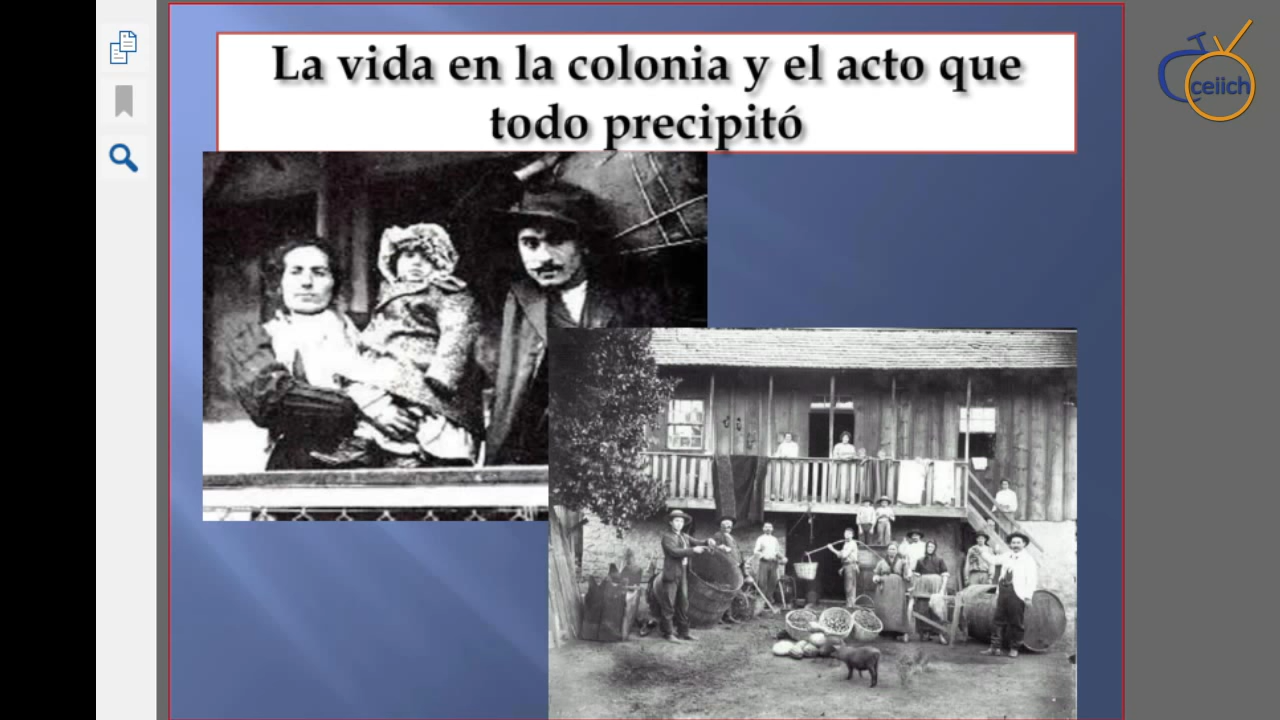 La vida en la colonia y el acto que
todo precipitó
ceiich